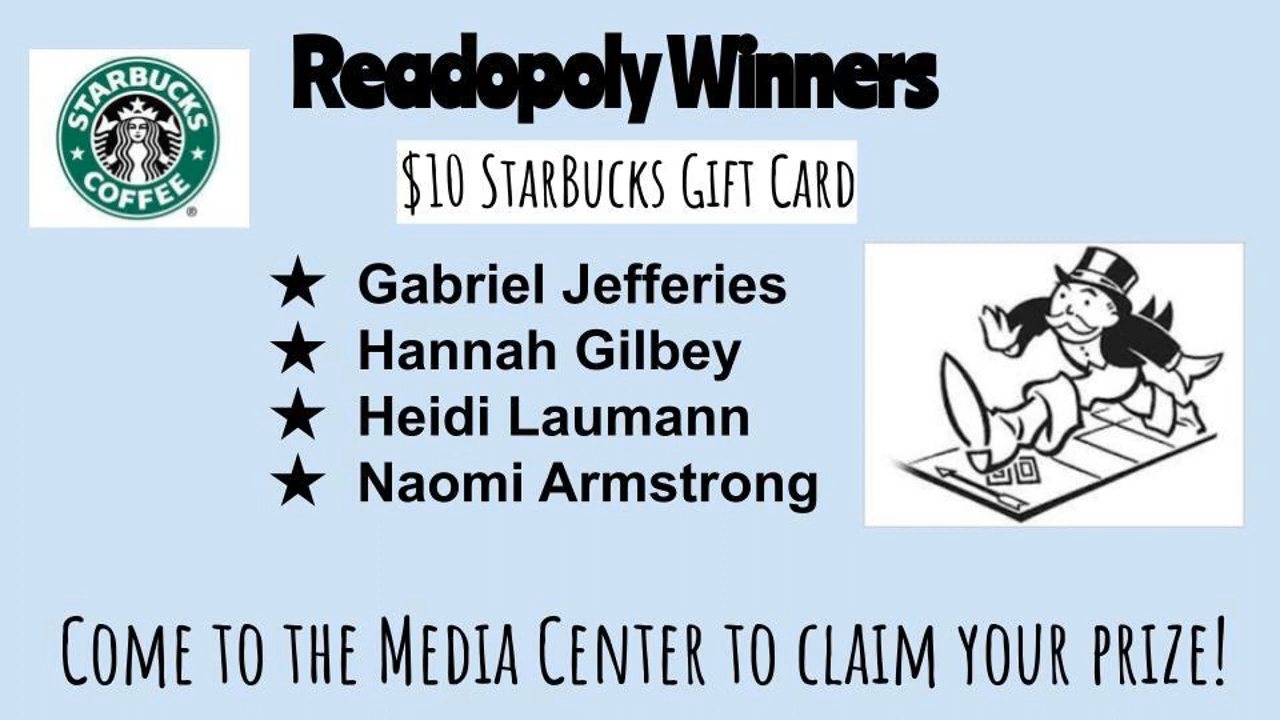 STARBUCKS
COFFEE
®
Readopoly Winners
$10 StarBucks Gift Card
★ Gabriel Jefferies
★ Hannah Gilbey
★ Heidi Laumann
★ Naomi Armstrong
GO
Come to the Media Center to claim your prize!